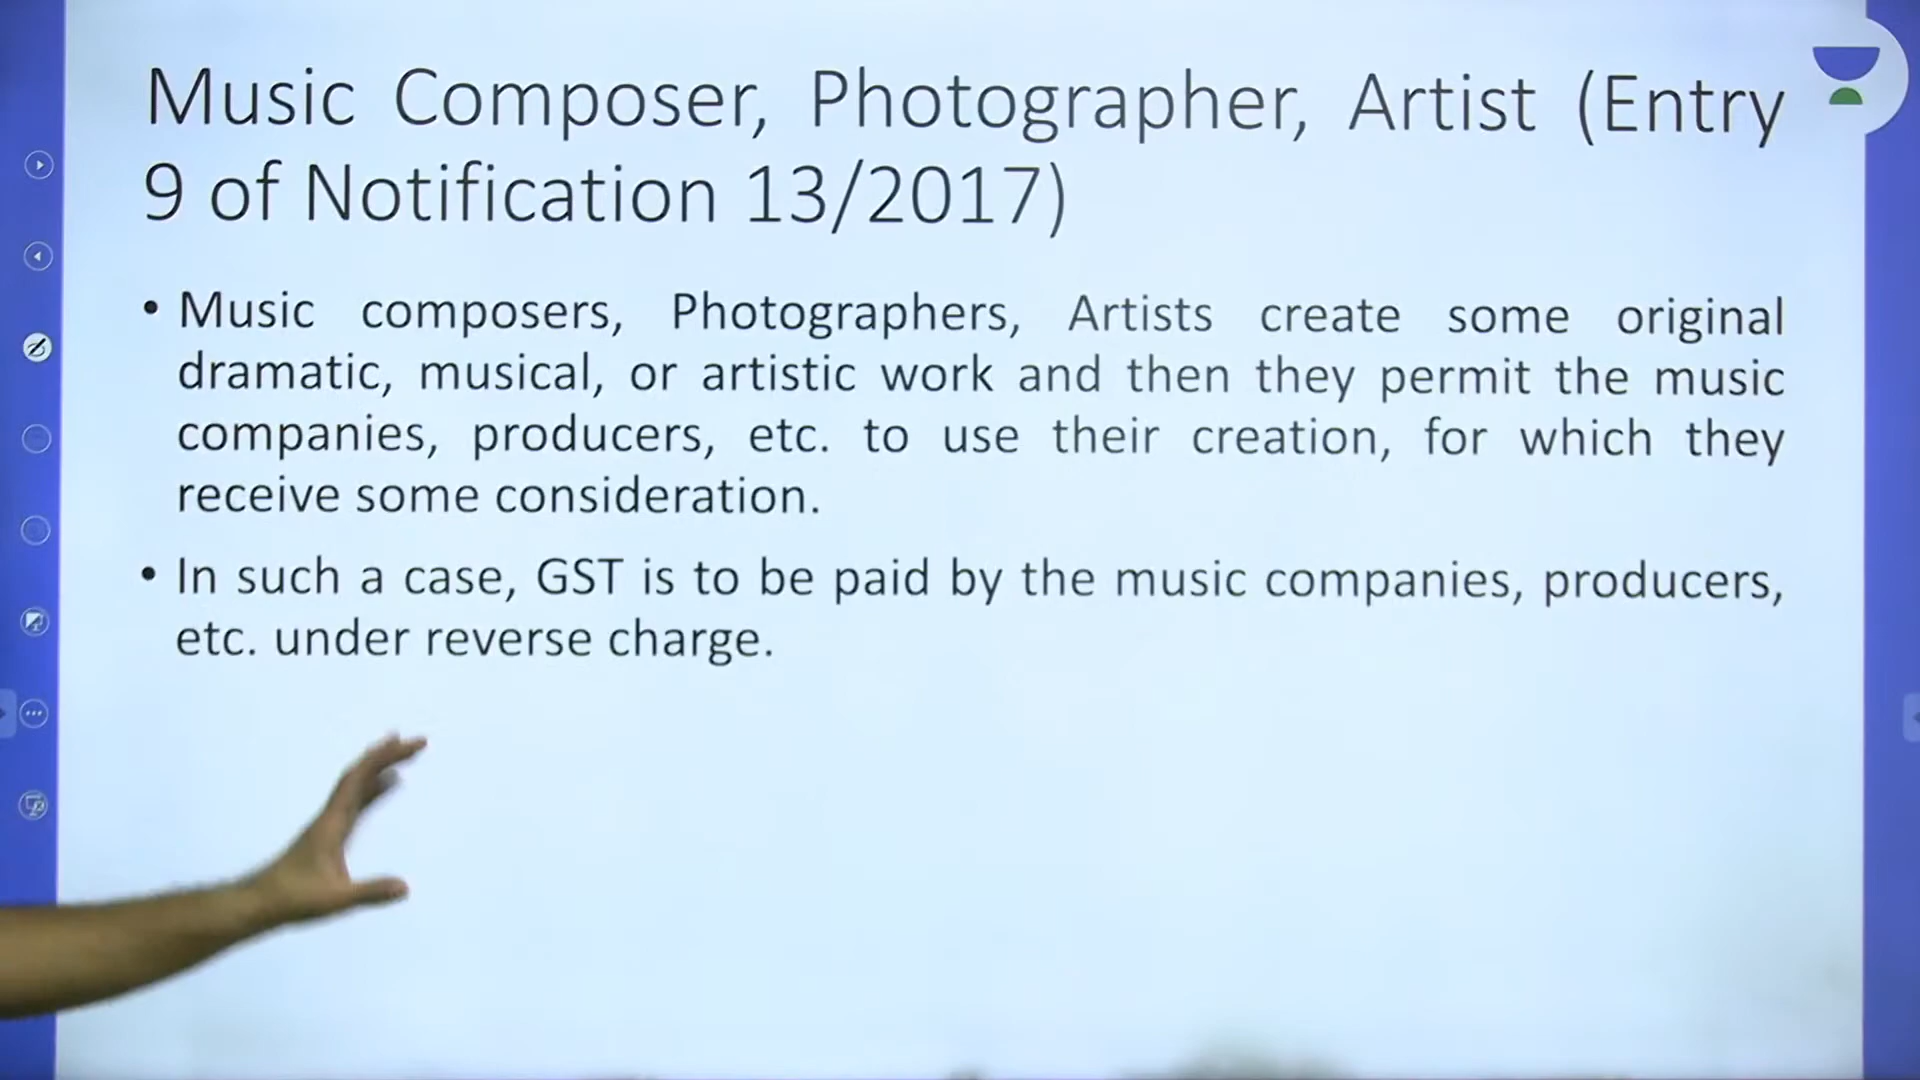 Music Composer, Photographer, Artist (Entry
9 of Notification 13/2017)
• Music composers, Photographers, Artists create some original
dramatic, musical, or artistic work and then they permit the music
companies, producers, etc. to use their creation, for which they
receive some consideration.
• In such a case, GST is to be paid by the music companies, producers,
etc. under reverse charge.